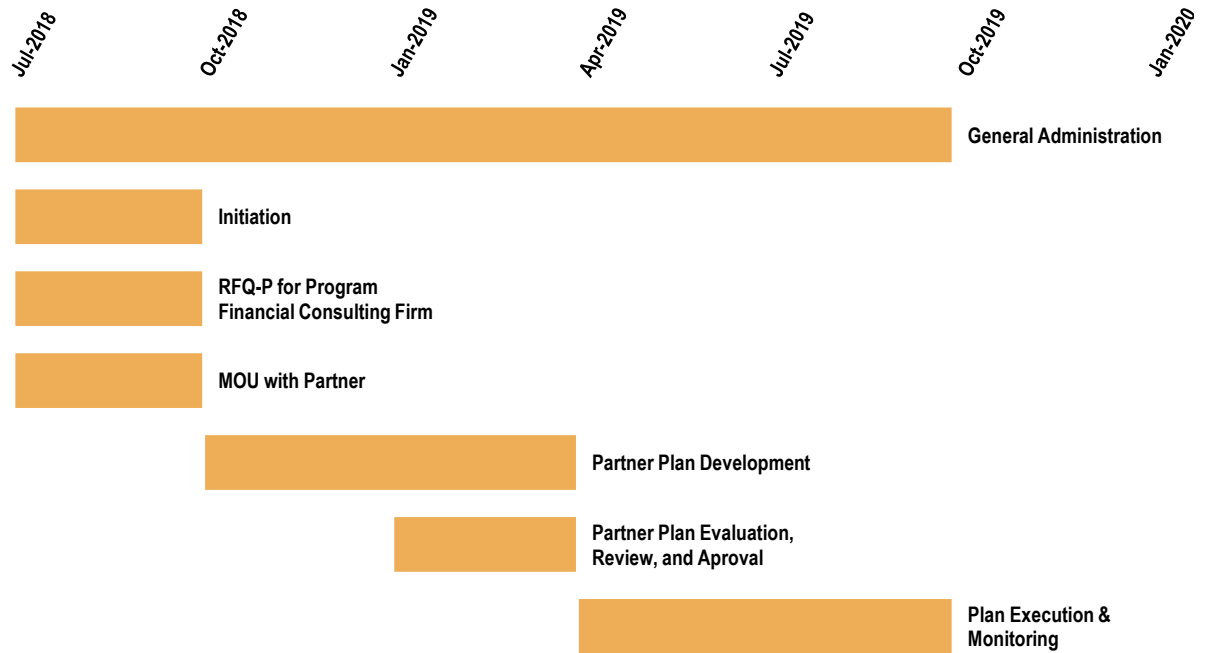 Jul-2018
Oct-2018
Jan-2019
Apr-2019
Jul-2019
Oct-2019
Jan-2020
General Administration
Initiation
RFQ-P for Program
Financial Consulting Firm
MOU with Partner
Partner Plan Development
Partner Plan Evaluation,
Review, and Aproval
Plan Execution &
Monitoring